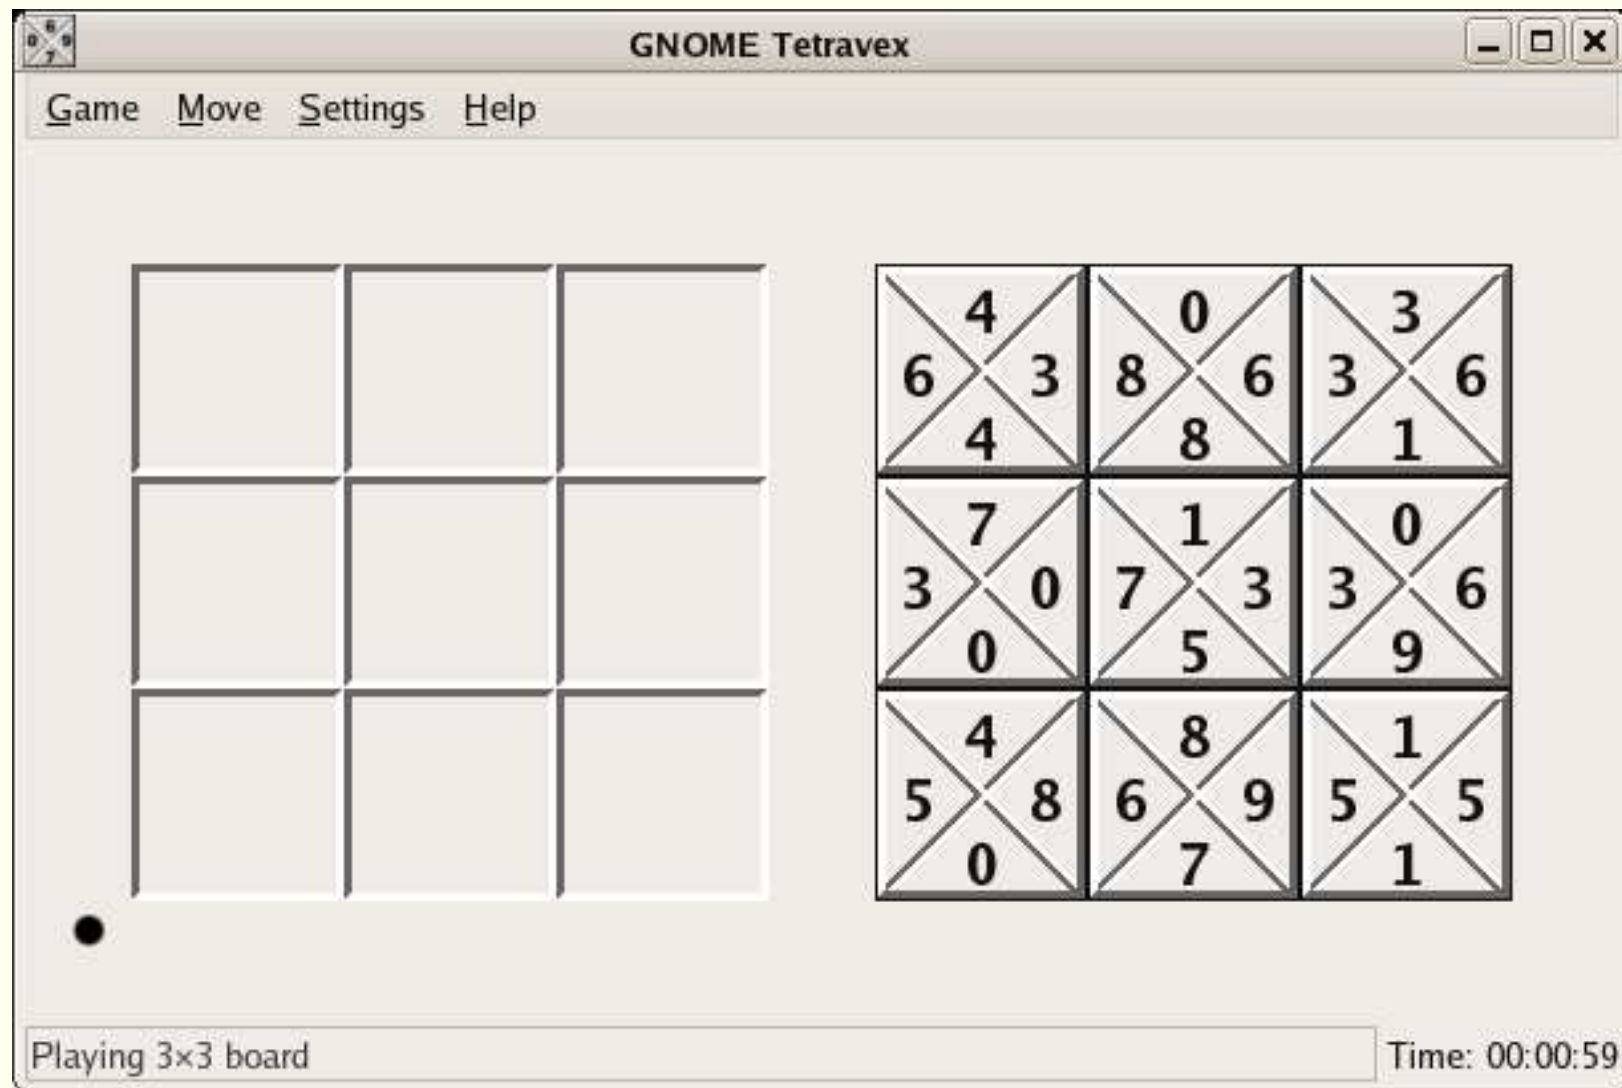 GNOME Tetravex
Game Move Settings Help
4 0 3
6 3 8 6 3 6
4 8 1
7 1 0
3 0 7 3 3 6
0 5 9
4 8 1
5 8 6 9 5 5
0 7 1
Playing 3×3 board Time: 00:00:59